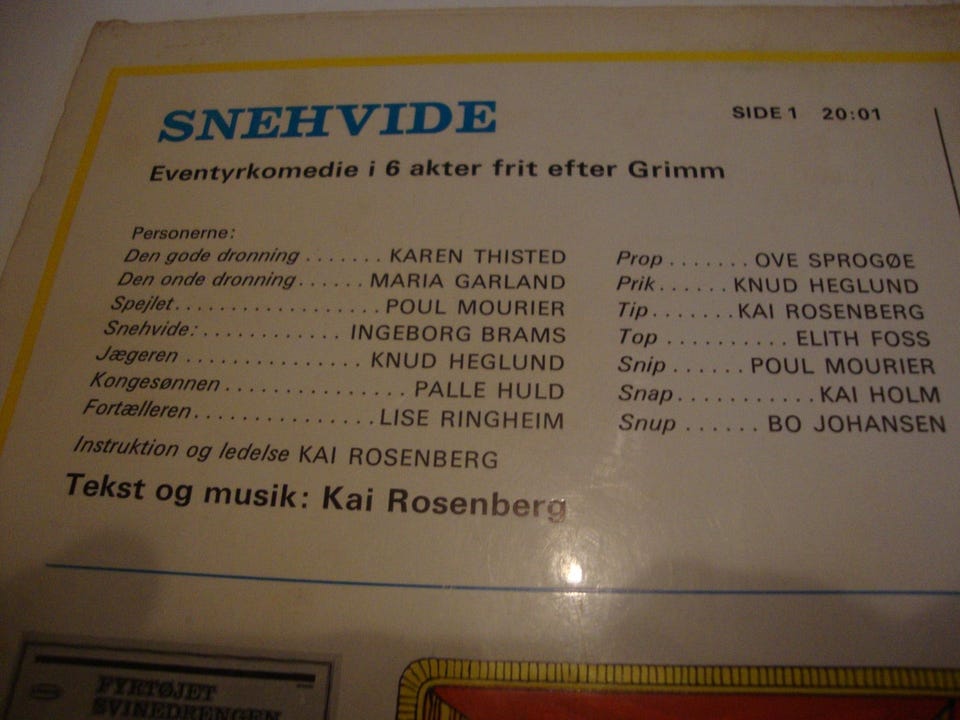 SNEHVIDE
SIDE 1 20:01
Eventyrkomedie i 6 akter frit efter Grimm
Personerne:
Den gode dronning . . . . . . . KAREN THISTED
Den onde dronning . . . . . . MARIA GARLAND
Spejlet . . . . . . . . . . . . . . . . . . POUL MOURIER
Snehvide: . . . . . . . . . . . . INGEBORG BRAMS
Jægeren . . . . . . . . . . . . . . KNUD HEGLUND
Kongesønnen . . . . . . . . . . . . . . . . PALLE HULD
Fortælleren . . . . . . . . . . . . . . . LISE RINGHEIM
Prop . . . . . . . OVE SPROGØE
Prik . . . . . . KNUD HEGLUND
Tip . . . . . . . KAI ROSENBERG
Top . . . . . . . . . . ELITH FOSS
Snip . . . . . . POUL MOURIER
Snap . . . . . . . . . . . KAI HOLM
Snup . . . . . . BO JOHANSEN
Instruktion og ledelse KAI ROSENBERG
Tekst og musik: Kai Rosenberg
FYRTØJET
SVINEDRENGEN